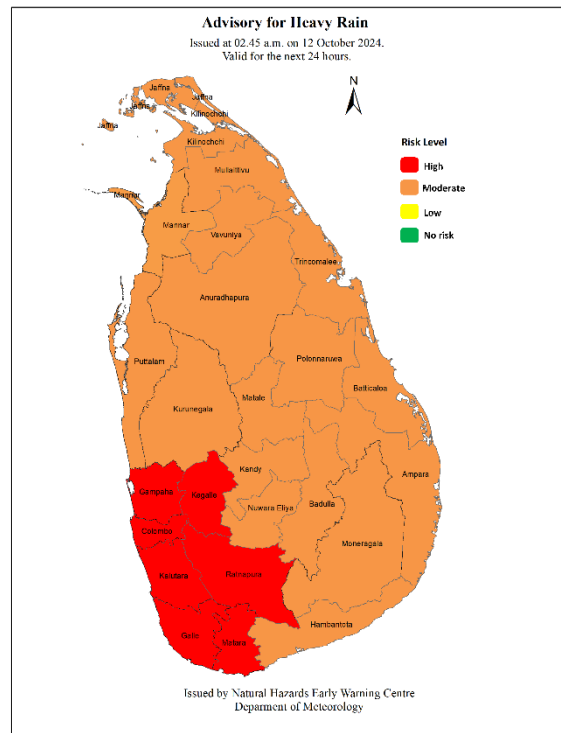 Advisory for Heavy Rain
Issued at 02.45 a.m. on 12 October 2024.
Valid for the next 24 hours.
N
Jaffna
Jaffna
Jaffna
Kilinochchi
Jaffna
Kilinochchi
Mullaittivu
Mannar
Mannar
Vavuniya
Trincomalee
Anuradhapura
Puttalam
Polonnaruwa
Batticaloa
Matale
Kurunegala
Kandy
Ampara
Gampaha
Kegalle
Nuwara Eliya
Badulla
Colombo
Moneragala
Kalutara
Ratnapura
Hambantota
Galle
Matara
Risk Level
High
Moderate
Low
No risk
Issued by Natural Hazards Early Warning Centre
Deparment of Meteorology